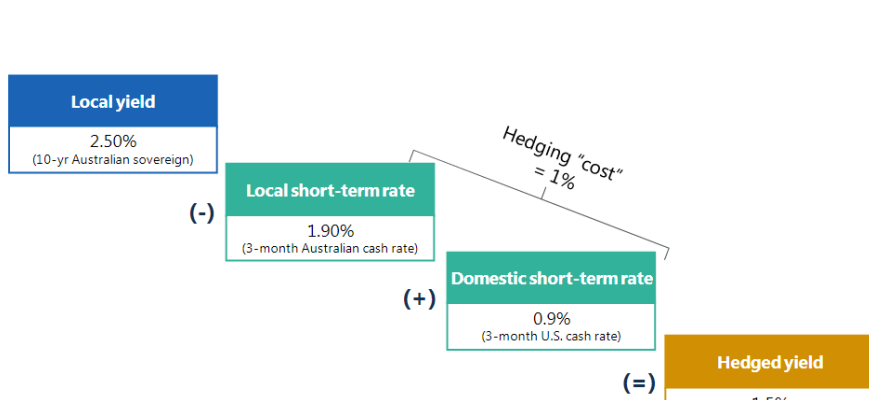 Local yield
2.50%
(10-yr Australian sovereign)
Hedging “cost”
= 1%
(-)
Local short-term rate
1.90%
(3-month Australian cash rate)
(+)
Domestic short-term rate
0.9%
(3-month U.S. cash rate)
(=)
Hedged yield